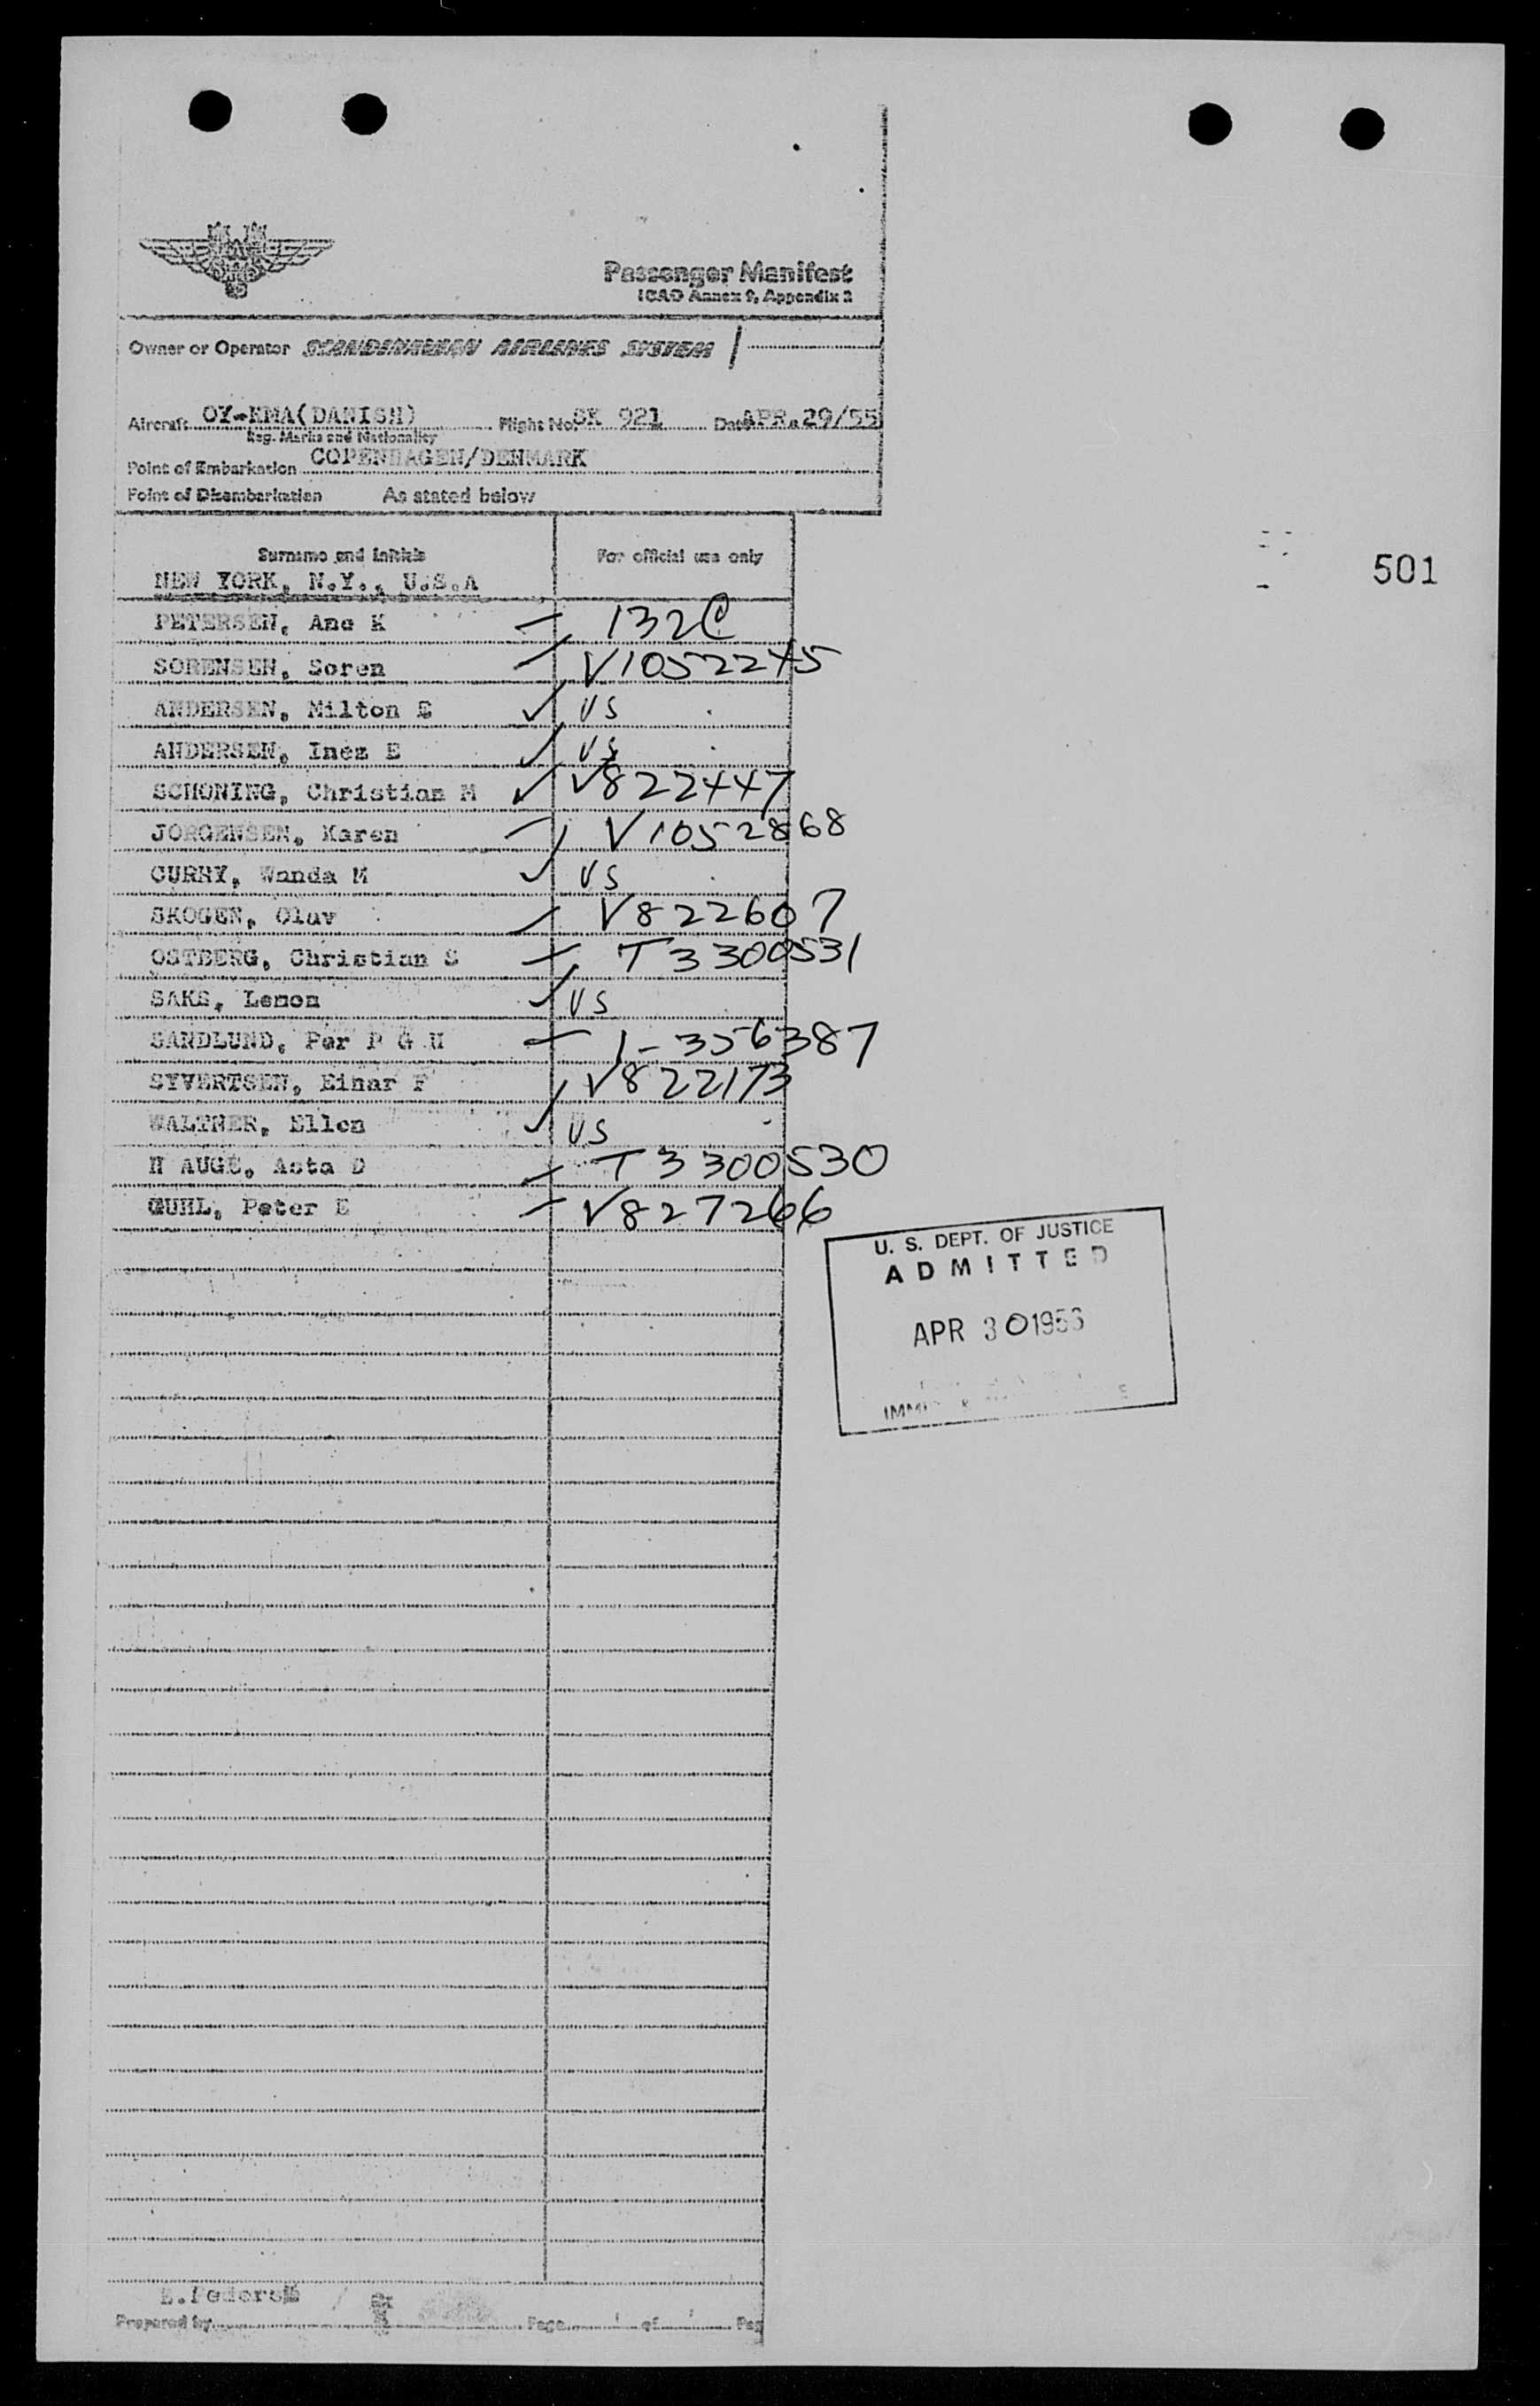 Passenger Manifest
ICAO Annex 9, Appendix 2
Owner or Operator SCANDINAVIAN AIRLINES SYSTEM
Aircraft OY-KMA(DANISH) Flight No. SK 921 Date APR.29/55
Reg. Marks and Nationality
Point of Embarkation COPENHAGEN/DENMARK
Point of Disembarkation As stated below
Surname and initials For official use only
NEW YORK, N.Y., U.S.A
501
PETERSEN, Ane K 132C
SORENSEN, Soren V1052245
ANDERSEN, Milton E US
ANDERSEN, Inez E US
SCHONING, Christian M V822447
JORGENSEN, Karen V1052868
CURRY, Wanda M US
SKOGEN, Olav V822607
OSTBERG, Christian S T3300531
SAKS, Lemon US
SANDLUND, Per P G H 1-356387
SYVERTSEN, Einar F V822173
WALTNER, Ellen US
H AUGE, Asta D T3300530
QUHL, Peter E V827266
U. S. DEPT. OF JUSTICE
ADMITTED
APR 30 195
Prepared by Page of